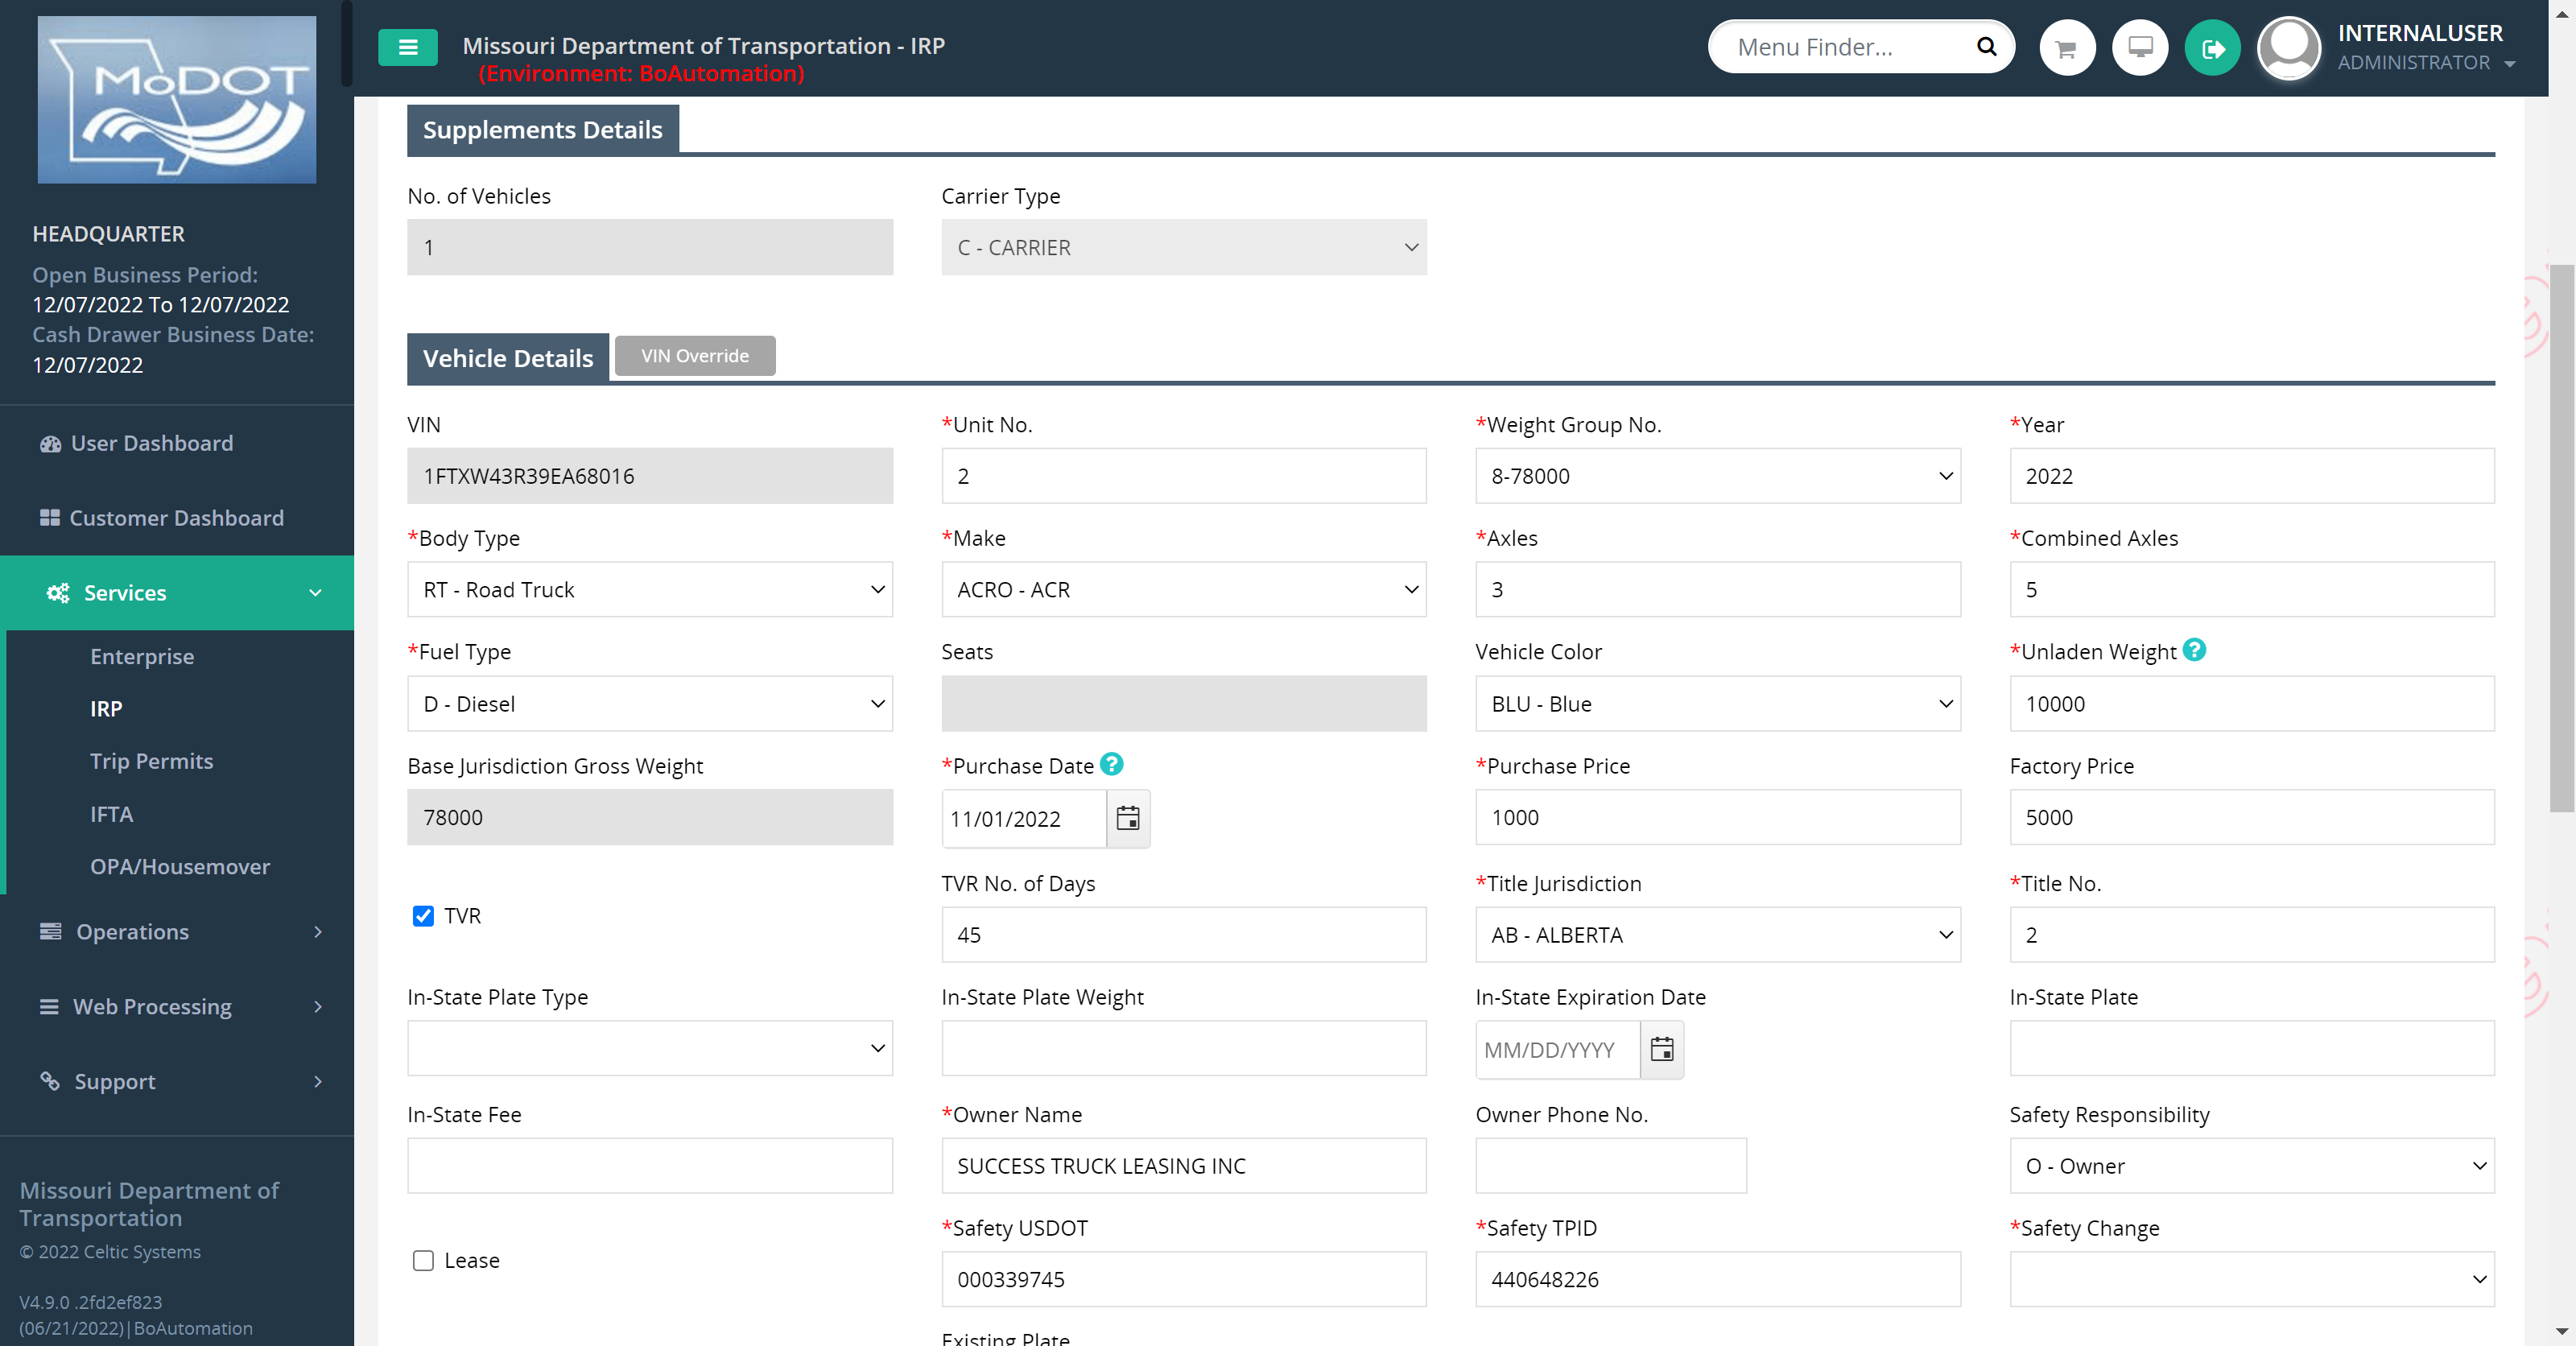 MoDOT
HEADQUARTER
Open Business Period:
12/07/2022 To 12/07/2022
Cash Drawer Business Date:
12/07/2022
User Dashboard
Customer Dashboard
Services
Enterprise
IRP
Trip Permits
IFTA
OPA/Housemover
Operations
Web Processing
Support
Missouri Department of
Transportation
© 2022 Celtic Systems
V4.9.0 .2fd2ef823
(06/21/2022)|BoAutomation
Missouri Department of Transportation - IRP
(Environment: BoAutomation)
Menu Finder...
INTERNALUSER
ADMINISTRATOR
Supplements Details
No. of Vehicles Carrier Type
1 C - CARRIER
Vehicle Details VIN Override
VIN *Unit No. *Weight Group No. *Year
1FTXW43R39EA68016 2 8-78000 2022
*Body Type *Make *Axles *Combined Axles
RT - Road Truck ACRO - ACR 3 5
*Fuel Type Seats Vehicle Color *Unladen Weight ?
D - Diesel BLU - Blue 10000
Base Jurisdiction Gross Weight *Purchase Date ? *Purchase Price Factory Price
78000 11/01/2022 1000 5000
TVR No. of Days *Title Jurisdiction *Title No.
TVR 45 AB - ALBERTA 2
In-State Plate Type In-State Plate Weight In-State Expiration Date In-State Plate
MM/DD/YYYY
In-State Fee *Owner Name Owner Phone No. Safety Responsibility
SUCCESS TRUCK LEASING INC O - Owner
*Safety USDOT *Safety TPID *Safety Change
Lease 000339745 440648226
Existing Plate